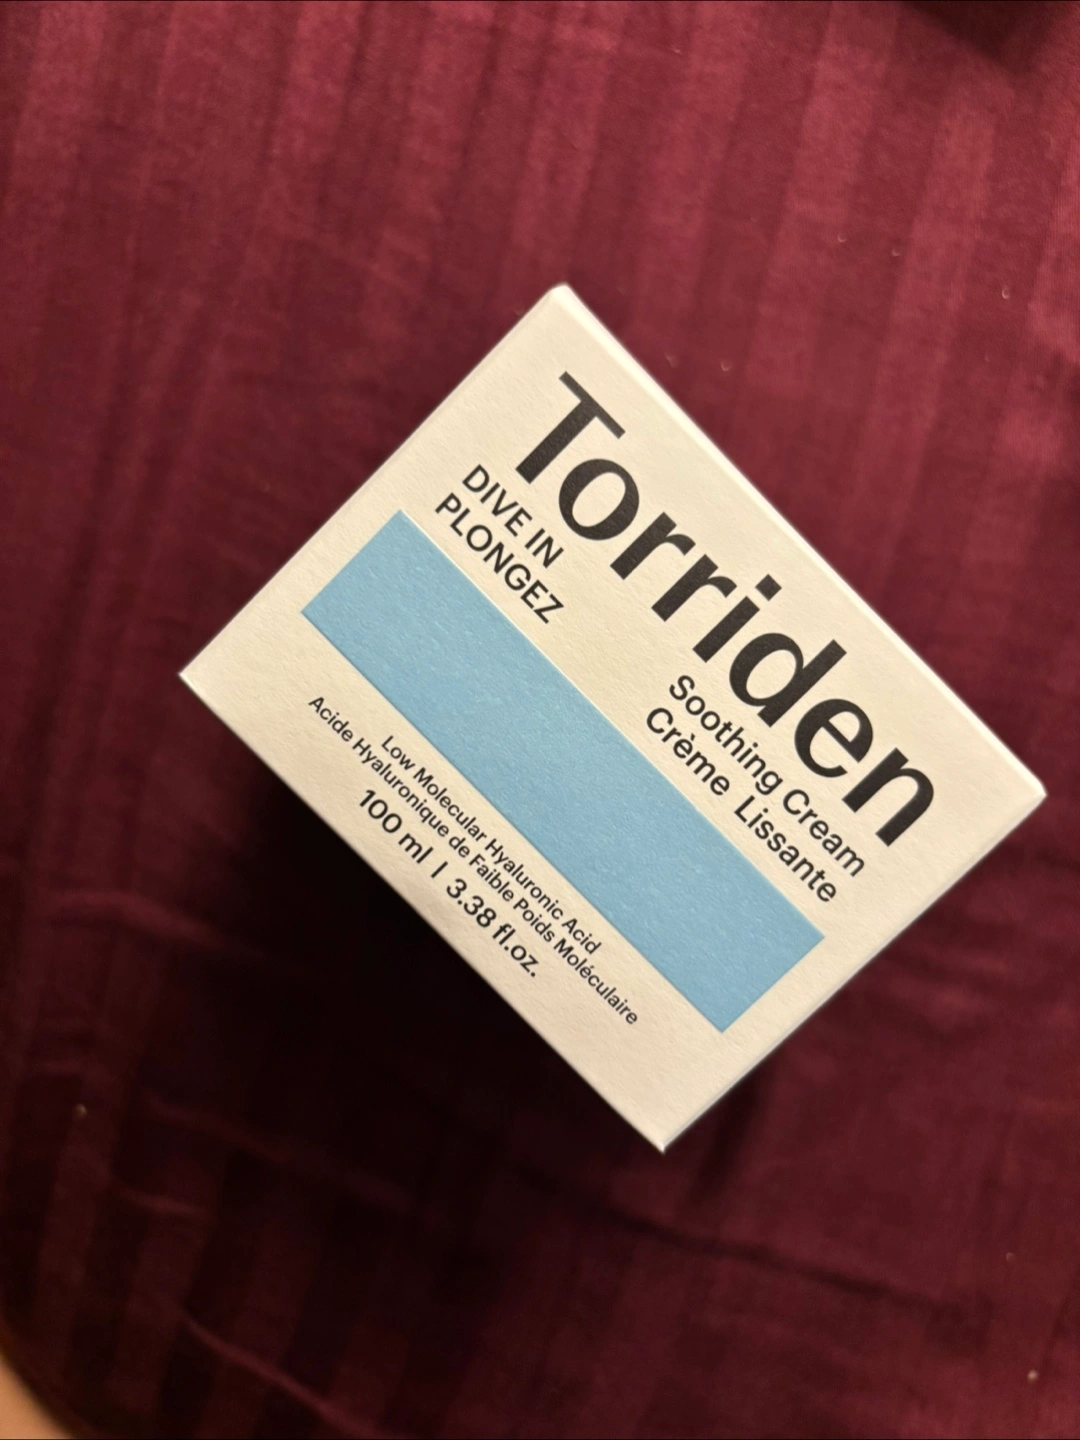 Torriden
DIVE IN
PLONGEZ
Soothing Cream
Crème Lissante
Low Molecular Hyaluronic Acid
Acide Hyaluronique de Faible Poids Moléculaire
100 ml | 3.38 fl.oz.